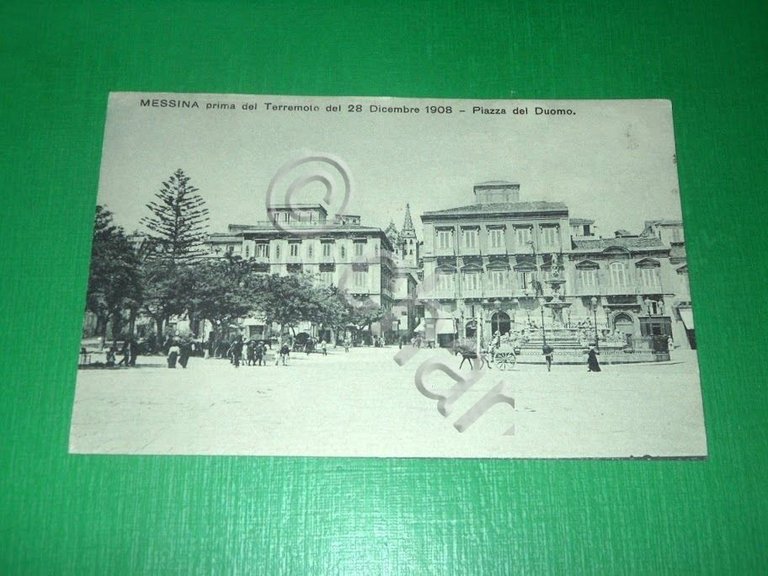 MESSINA prima del Terremoto del 28 Dicembre 1908 – Piazza del Duomo.